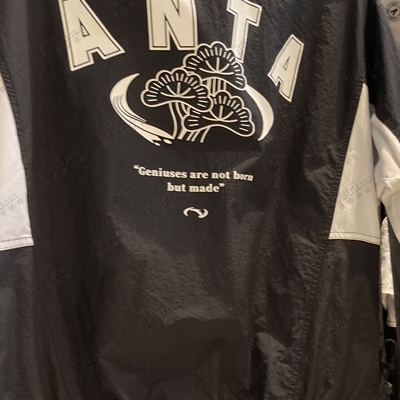 ANTA
“Geniuses are not born
but made”